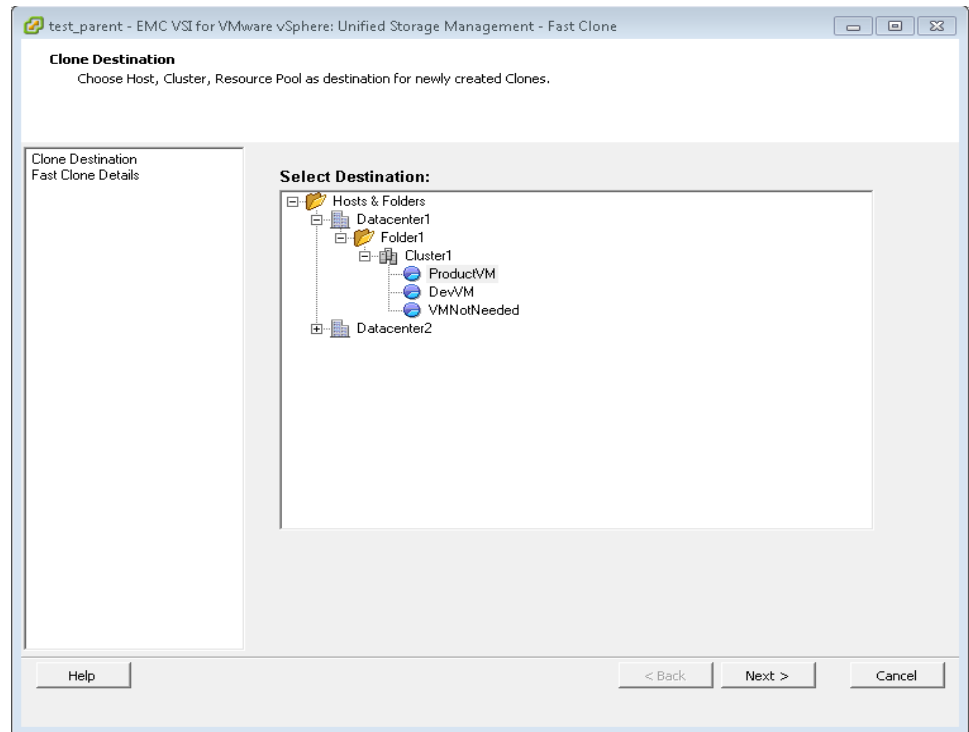 test_parent - EMC VSI for VMware vSphere: Unified Storage Management - Fast Clone
Clone Destination
Choose Host, Cluster, Resource Pool as destination for newly created Clones.
Clone Destination
Fast Clone Details
Select Destination:
Hosts & Folders
Datacenter1
Folder1
Cluster1
ProductVM
DevVM
VMNotNeeded
Datacenter2
Help
< Back
Next >
Cancel